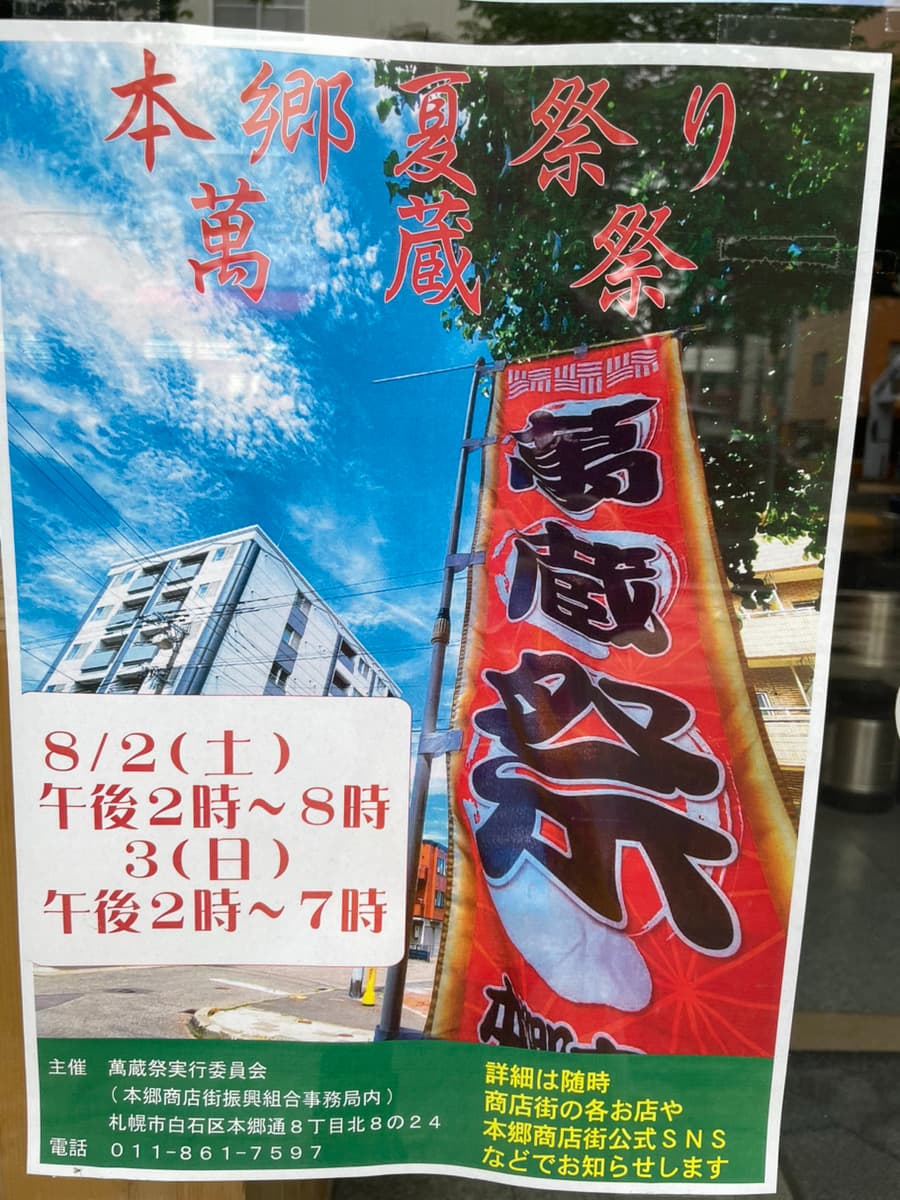 本郷夏祭り
萬蔵祭
萬蔵祭
8/2(土)
午後2時～8時
3(日)
午後2時～7時
主催 萬蔵祭実行委員会
(本郷商店街振興組合事務局内)
札幌市白石区本郷通8丁目北8の24
電話 011-861-7597
詳細は随時
商店街の各お店や
本郷商店街公式SNS
などでお知らせします